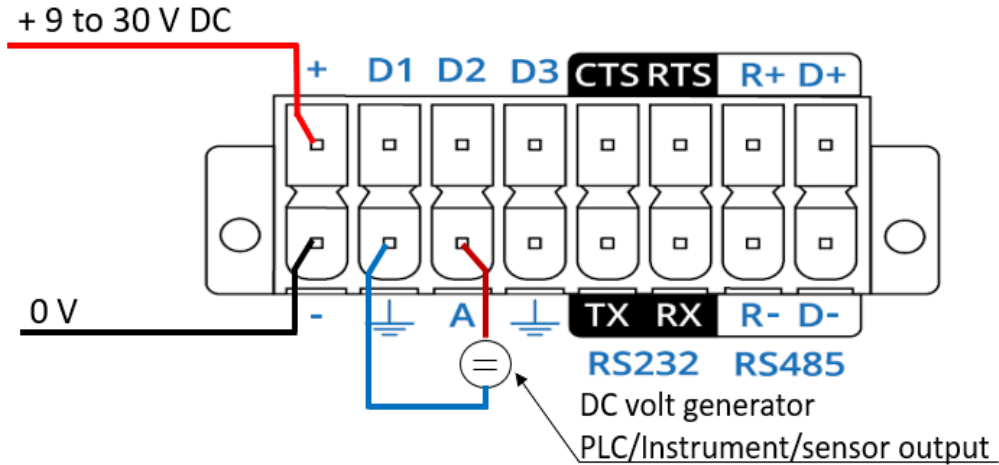 + 9 to 30 V DC
+ D1 D2 D3 CTS RTS R+ D+
0 V
- A TX RX R- D-
RS232 RS485
DC volt generator
PLC/Instrument/sensor output